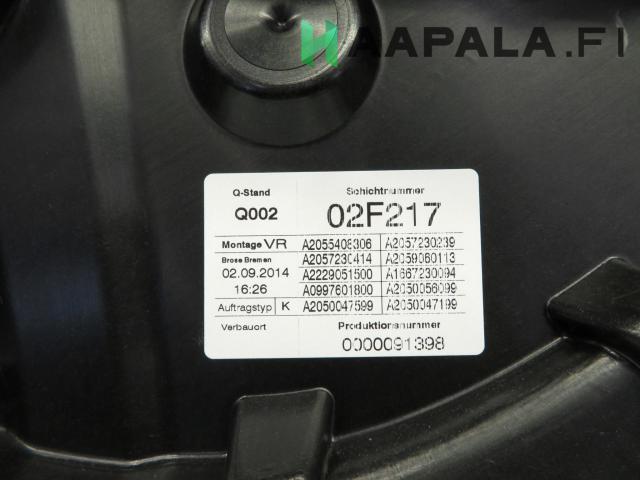 HAAPALA.FI
Q-Stand Schichtnummer
Q002 02F217
Montage VR A2055408306 A2057230239
Brose Bremen A2057230414 A2059060113
02.09.2014 A2229051500 A1667230094
16:26 A0997601800 A2050056099
Auftragstyp K A2050047599 A2050047199
Verbauort Produktionsnummer
0000091398